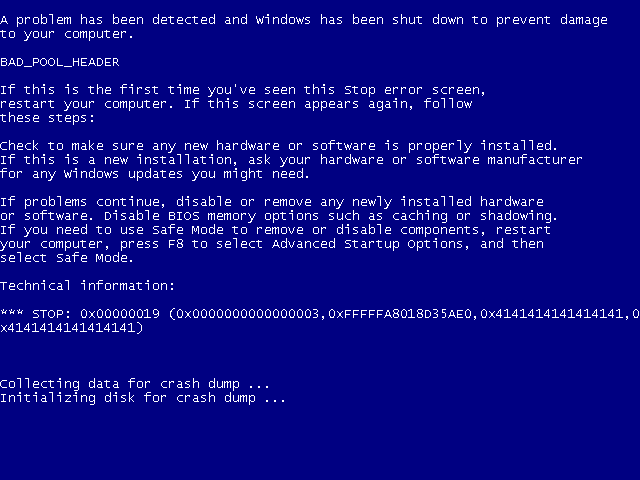 A problem has been detected and Windows has been shut down to prevent damage
to your computer.
BAD_POOL_HEADER
If this is the first time you've seen this Stop error screen,
restart your computer. If this screen appears again, follow
these steps:
Check to make sure any new hardware or software is properly installed.
If this is a new installation, ask your hardware or software manufacturer
for any Windows updates you might need.
If problems continue, disable or remove any newly installed hardware
or software. Disable BIOS memory options such as caching or shadowing.
If you need to use Safe Mode to remove or disable components, restart
your computer, press F8 to select Advanced Startup Options, and then
select Safe Mode.
Technical information:
*** STOP: 0x00000019 (0x0000000000000003,0xFFFFFA8018D35AE0,0x4141414141414141,0
x4141414141414141)
Collecting data for crash dump ...
Initializing disk for crash dump ...